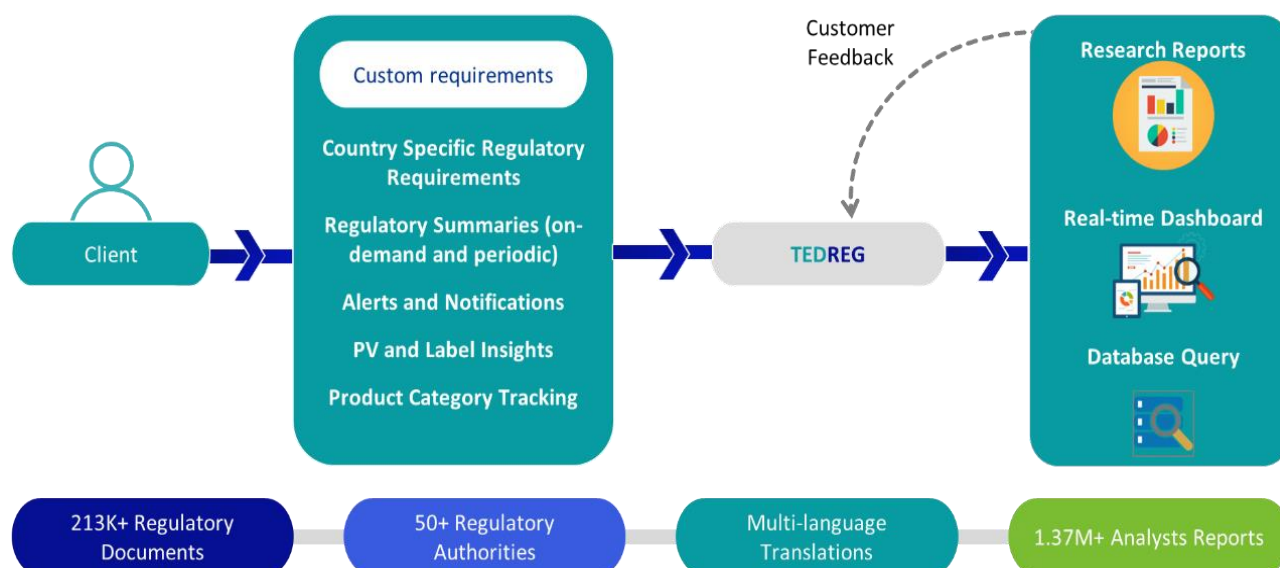 Customer
Feedback
Custom requirements
Country Specific Regulatory
Requirements
Regulatory Summaries (on-
demand and periodic)
Alerts and Notifications
PV and Label Insights
Product Category Tracking
Client
TEDREG
Research Reports
Real-time Dashboard
Database Query
213K+ Regulatory
Documents
50+ Regulatory
Authorities
Multi-language
Translations
1.37M+ Analysts Reports